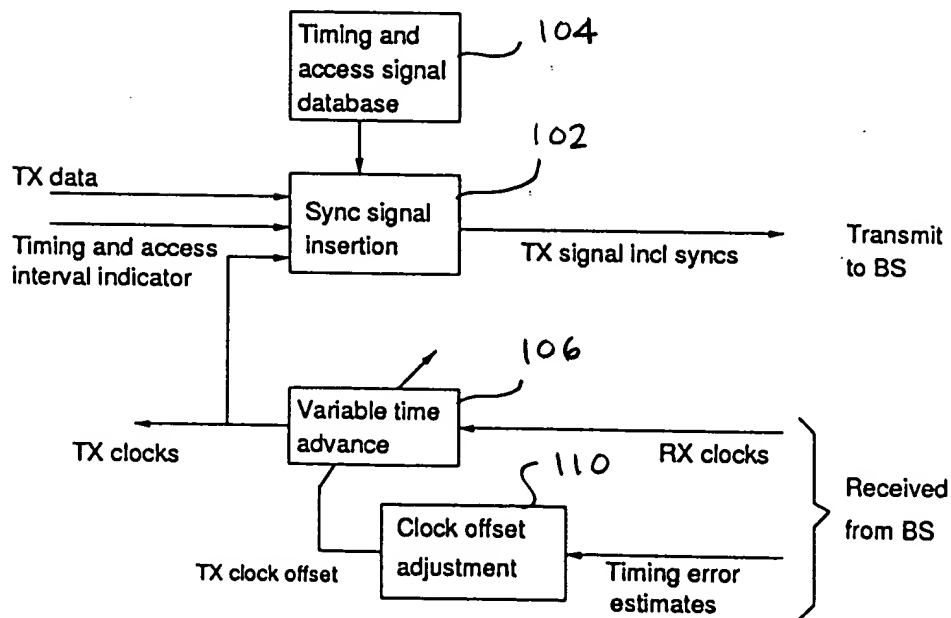 Timing and
access signal
database
104
102
TX data
Sync signal
insertion
Timing and access
interval indicator
TX signal incl syncs
Transmit
to BS
106
Variable time
advance
TX clocks
RX clocks
110
Received
from BS
Clock offset
adjustment
TX clock offset
Timing error
estimates